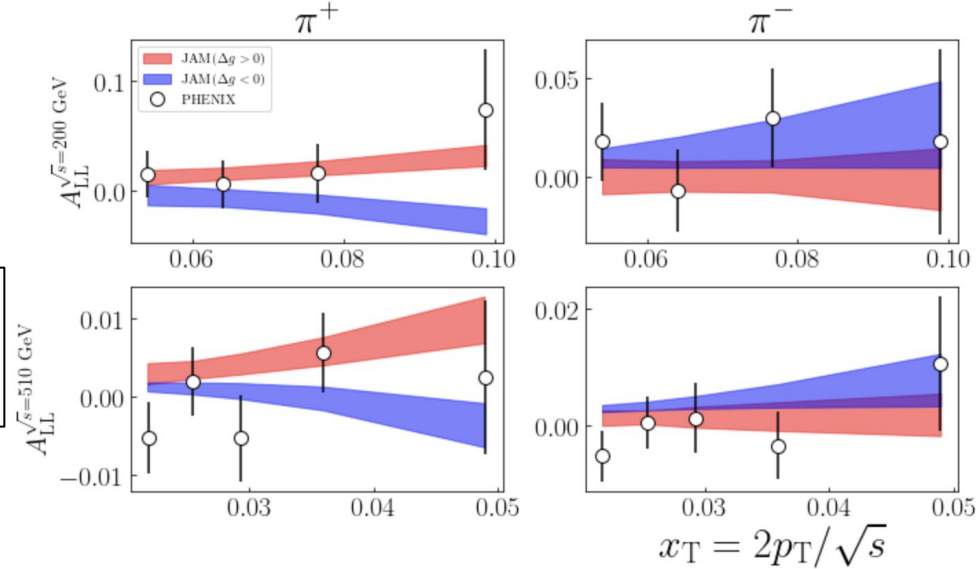 π⁺ π⁻
JAM(Δg > 0)
JAM(Δg < 0)
PHENIX
A_LL^√s=200 GeV
0.1
0.0
0.06 0.08 0.10
0.05
0.00
0.06 0.08 0.10
A_LL^√s=510 GeV
0.01
0.00
−0.01
0.03 0.04 0.05
0.02
0.00
0.03 0.04 0.05
x_T = 2p_T/√s